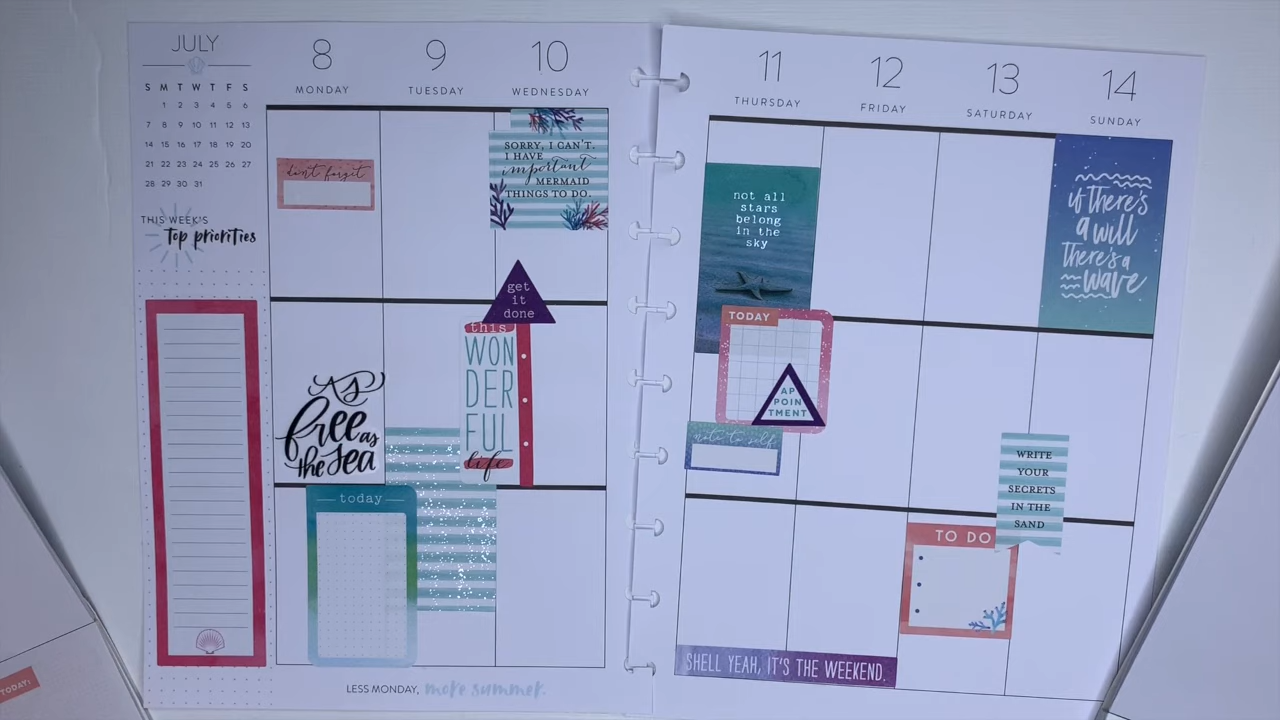 JULY
S M T W T F S
1 2 3 4 5 6
7 8 9 10 11 12 13
14 15 16 17 18 19 20
21 22 23 24 25 26 27
28 29 30 31
THIS WEEK'S
top priorities
8
MONDAY
9
TUESDAY
10
WEDNESDAY
don't forget
SORRY, I CAN'T.
I HAVE
important
MERMAID
THINGS TO DO.
get
it
done
this
WON
DER
FUL
life
AS
free as
the sea
today
LESS MONDAY, more summer.
11
THURSDAY
12
FRIDAY
13
SATURDAY
14
SUNDAY
not all
stars
belong
in the
sky
if there's
a will
there's a
wave
TODAY
AP
POIN
TMENT
note to self
WRITE
YOUR
SECRETS
IN THE
SAND
TO DO
SHELL YEAH, IT'S THE WEEKEND.
TODAY!